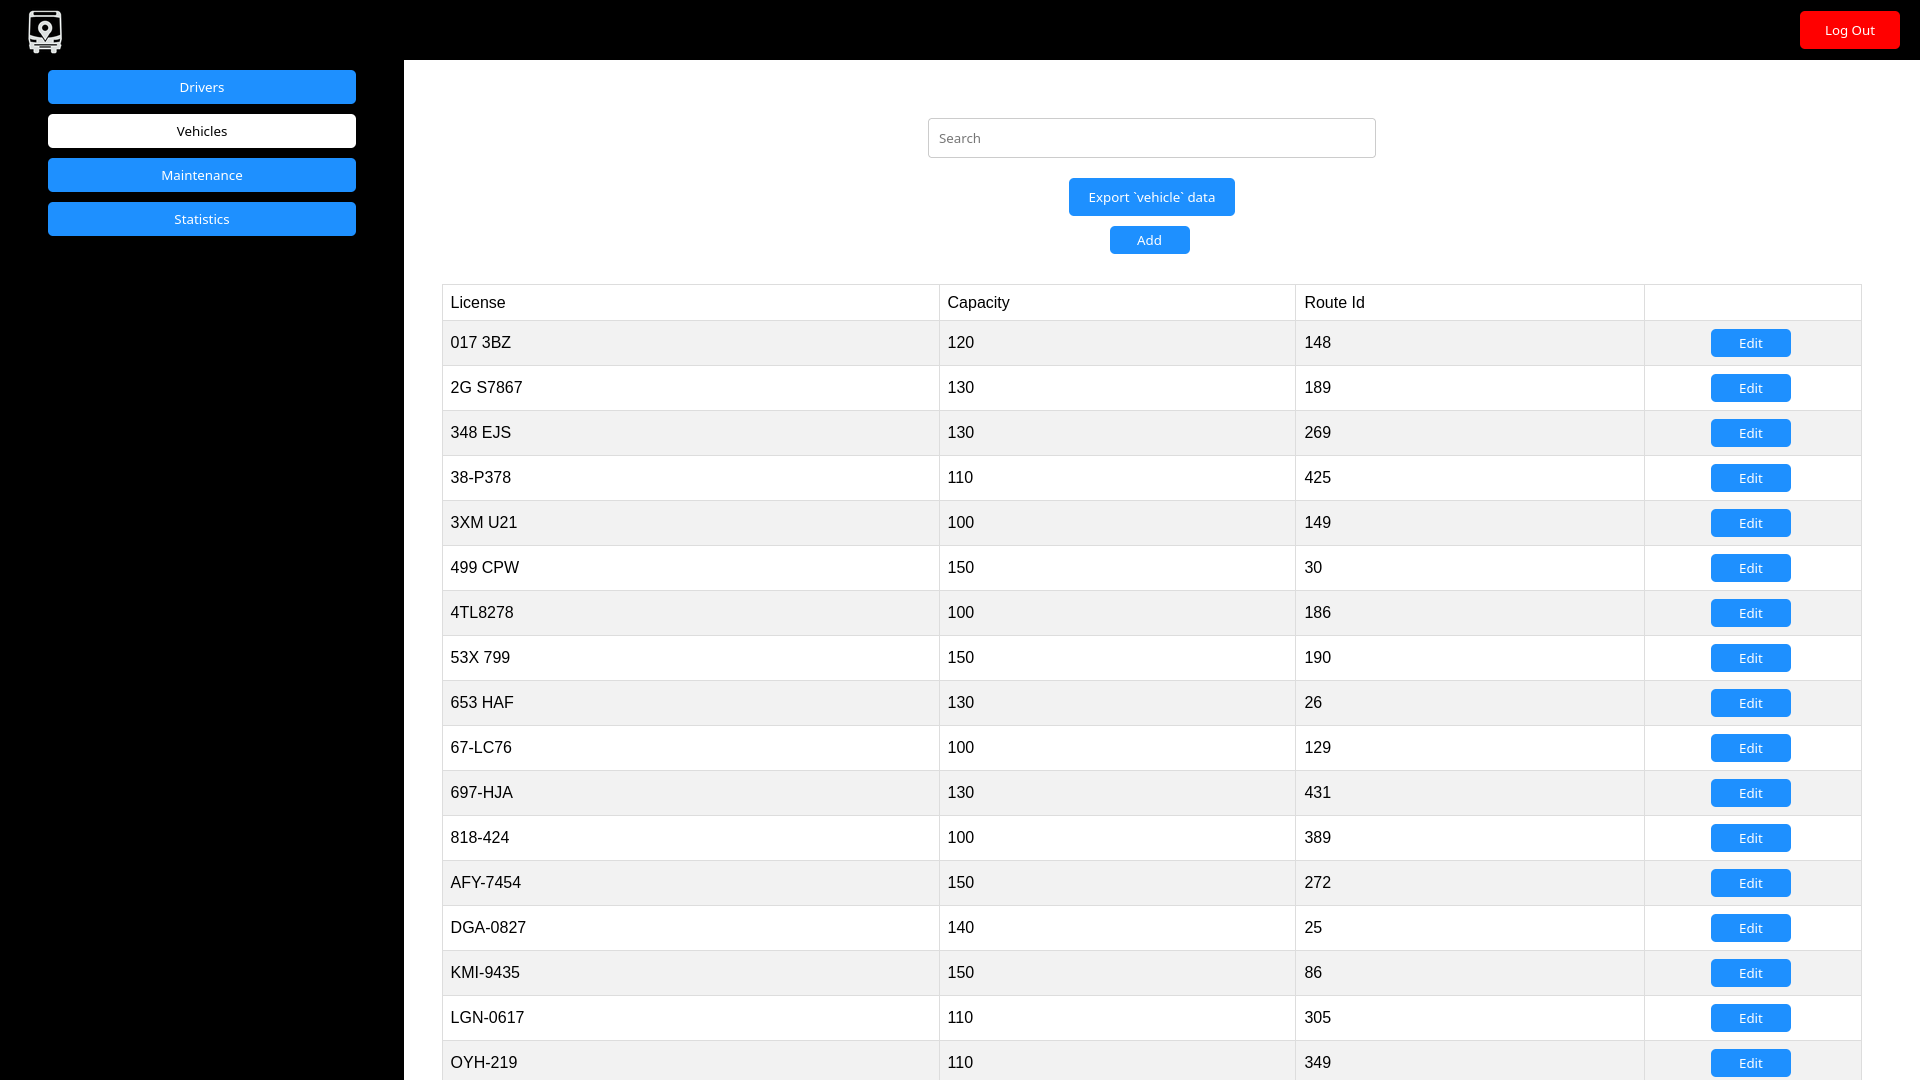 Log Out
Drivers
Vehicles
Maintenance
Statistics
Search
Export `vehicle` data
Add
License Capacity Route Id
017 3BZ 120 148 Edit
2G S7867 130 189 Edit
348 EJS 130 269 Edit
38-P378 110 425 Edit
3XM U21 100 149 Edit
499 CPW 150 30 Edit
4TL8278 100 186 Edit
53X 799 150 190 Edit
653 HAF 130 26 Edit
67-LC76 100 129 Edit
697-HJA 130 431 Edit
818-424 100 389 Edit
AFY-7454 150 272 Edit
DGA-0827 140 25 Edit
KMI-9435 150 86 Edit
LGN-0617 110 305 Edit
OYH-219 110 349 Edit